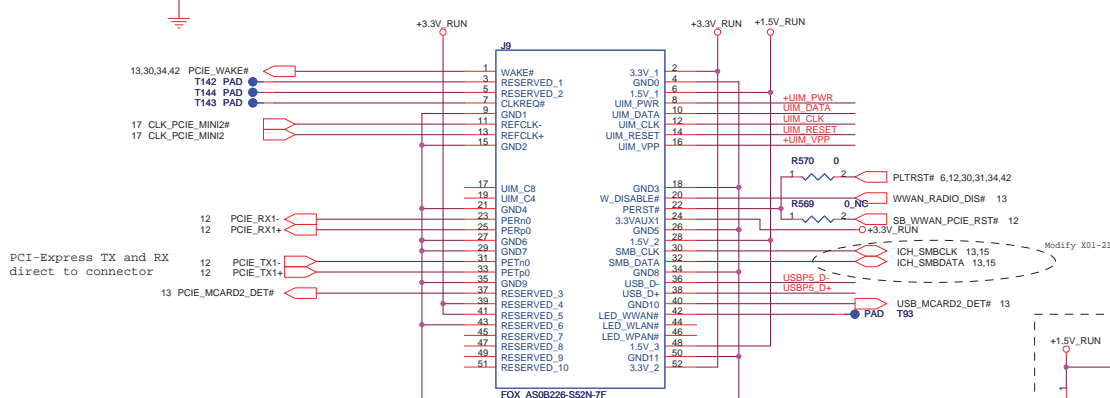 +3.3V_RUN
+3.3V_RUN
+1.5V_RUN
J9
13,30,34,42 PCIE_WAKE#
T142 PAD
T144 PAD
T143 PAD
17 CLK_PCIE_MINI2#
17 CLK_PCIE_MINI2
12 PCIE_RX1-
12 PCIE_RX1+
PCI-Express TX and RX
direct to connector
12 PCIE_TX1-
12 PCIE_TX1+
13 PCIE_MCARD2_DET#
1 WAKE#
3 RESERVED_1
5 RESERVED_2
7 CLKREQ#
9 GND1
11 REFCLK-
13 REFCLK+
15 GND2
17 UIM_C8
19 UIM_C4
21 GND4
23 PERn0
25 PERp0
27 GND6
29 GND7
31 PETn0
33 PETp0
35 GND9
37 RESERVED_3
39 RESERVED_4
41 RESERVED_5
43 RESERVED_6
45 RESERVED_7
47 RESERVED_8
49 RESERVED_9
51 RESERVED_10
3.3V_1 2
GND0 4
1.5V_1 6
UIM_PWR 8 +UIM_PWR
UIM_DATA 10 UIM_DATA
UIM_CLK 12 UIM_CLK
UIM_RESET 14 UIM_RESET
UIM_VPP 16 +UIM_VPP
GND3 18
W_DISABLE# 20
PERST# 22
3.3VAUX1 24
GND5 26
1.5V_2 28
SMB_CLK 30
SMB_DATA 32
GND8 34
USB_D- 36 USBP5_D-
USB_D+ 38 USBP5_D+
GND10 40
LED_WWAN# 42
LED_WLAN# 44
LED_WPAN# 46
1.5V_3 48
GND11 50
3.3V_2 52
FOX_AS0B226-S52N-7F
R570 0
1 2 PLTRST# 6,12,30,31,34,42
WWAN_RADIO_DIS# 13
R569 0_NC
1 2 SB_WWAN_PCIE_RST# 12
+3.3V_RUN
Modify X01-21
ICH_SMBCLK 13,15
ICH_SMBDATA 13,15
USB_MCARD2_DET# 13
PAD T93
+1.5V_RUN
1